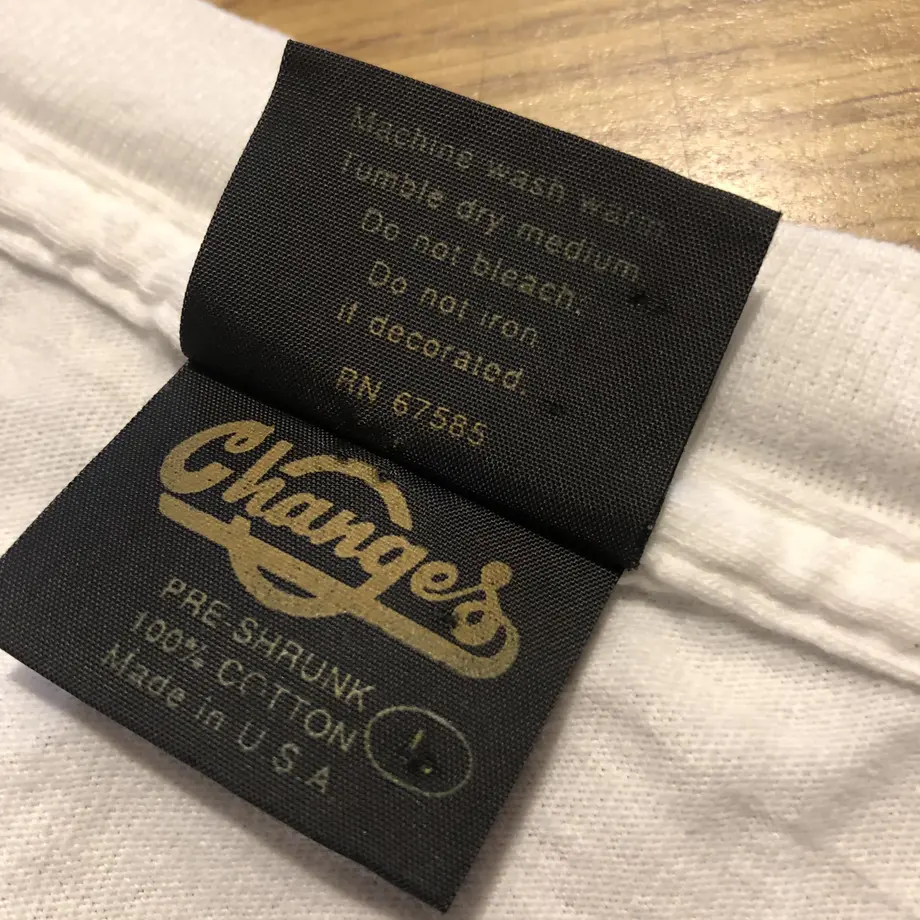 Machine wash warm
Tumble dry medium
Do not bleach.
Do not iron
if decorated.
RN 67585
Changes
PRE-SHRUNK
100% COTTON
Made in U.S.A